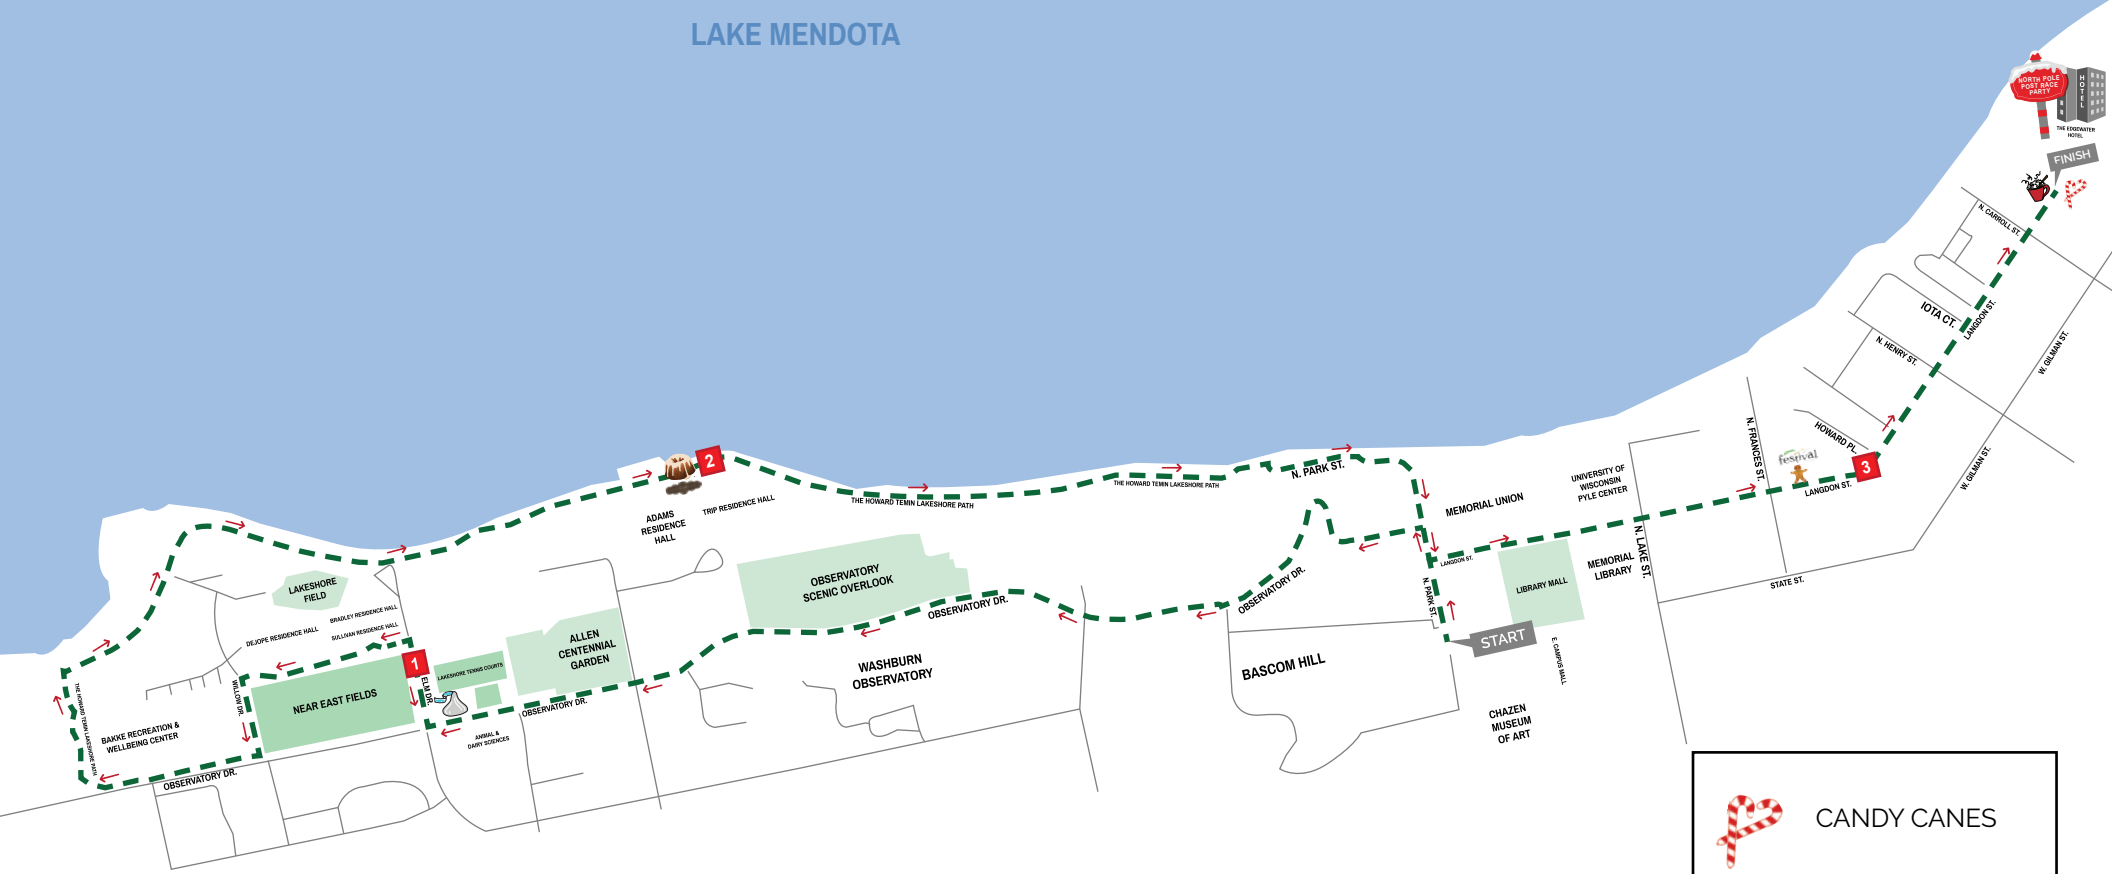 LAKE MENDOTA
NORTH POLE
POST RACE
PARTY
HOTEL
THE EDGEWATER
HOTEL
FINISH
N. CARROLL ST.
IOTA CT.
LANGDON ST.
N. HENRY ST.
W. GILMAN ST.
HOWARD PL.
N. FRANCES ST.
festival
3
LANGDON ST.
W. GILMAN ST.
2
ADAMS
RESIDENCE
HALL
TRIP RESIDENCE HALL
THE HOWARD TEMIN LAKESHORE PATH
THE HOWARD TEMIN LAKESHORE PATH
N. PARK ST.
MEMORIAL UNION
UNIVERSITY OF
WISCONSIN
PYLE CENTER
N. LAKE ST.
MEMORIAL
LIBRARY
LANGDON ST.
LIBRARY MALL
STATE ST.
N. PARK ST.
START
E.CAMPUS MALL
CHAZEN
MUSEUM
OF ART
BASCOM HILL
OBSERVATORY DR.
OBSERVATORY
SCENIC OVERLOOK
OBSERVATORY DR.
WASHBURN
OBSERVATORY
ALLEN
CENTENNIAL
GARDEN
OBSERVATORY DR.
LAKESHORE TENNIS COURTS
ANIMAL &
DAIRY SCIENCES
1
ELM DR.
LAKESHORE
FIELD
BRADLEY RESIDENCE HALL
SULLIVAN RESIDENCE HALL
DEJOPE RESIDENCE HALL
NEAR EAST FIELDS
WILLOW DR.
BAKKE RECREATION &
WELLBEING CENTER
THE HOWARD TEMIN LAKESHORE PATH
OBSERVATORY DR.
CANDY CANES